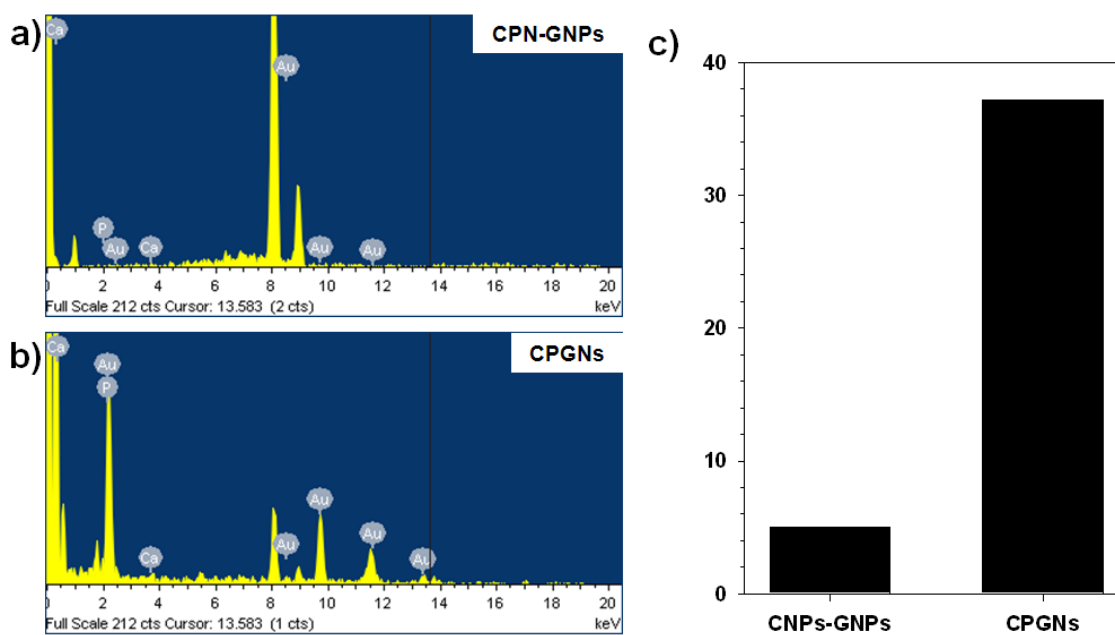 a)
CPN-GNPs
Ca
Au
P
Au
Ca
Au
Au
0 2 4 6 8 10 12 14 16 18 20
Full Scale 212 cts Cursor: 13.583 (2 cts) keV
b)
CPGNs
Ca
Au
P
Ca
Au
Au
Au
Au
0 2 4 6 8 10 12 14 16 18 20
Full Scale 212 cts Cursor: 13.583 (1 cts) keV
c)
40
30
20
10
0
CNPs-GNPs CPGNs